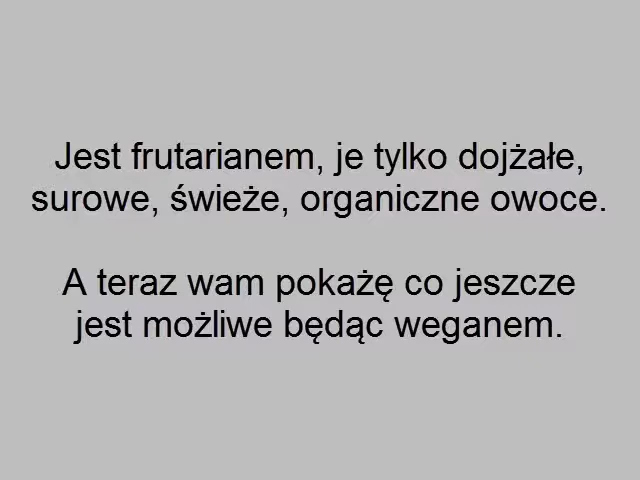 Jest frutarianem, je tylko dojżałe,
surowe, świeże, organiczne owoce.
A teraz wam pokażę co jeszcze
jest możliwe będąc weganem.